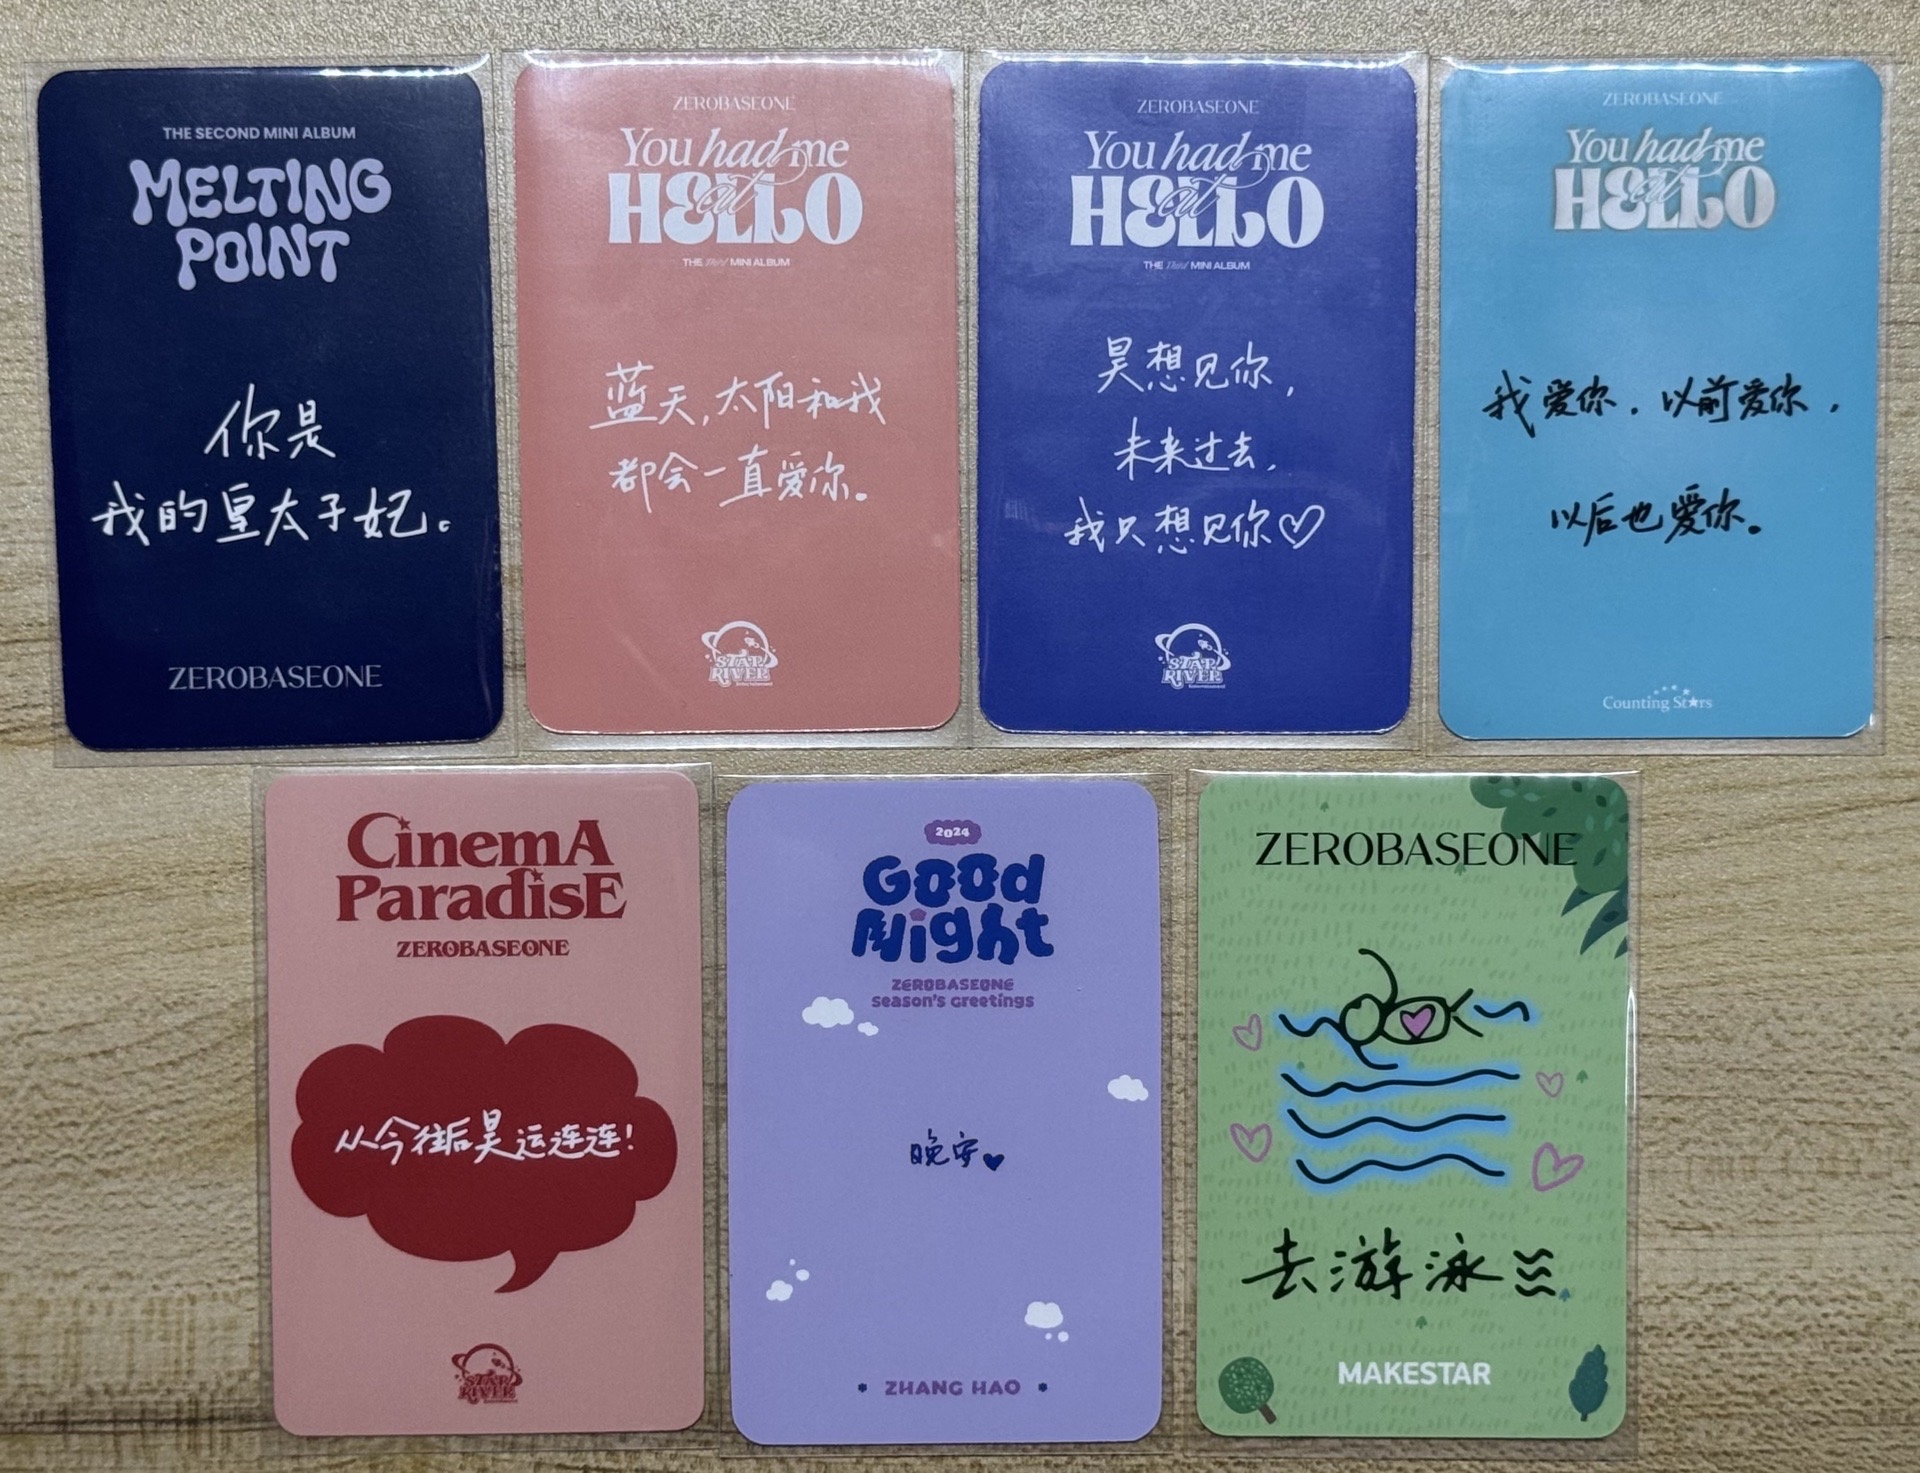 THE SECOND MINI ALBUM
MELTING
POINT
你是
我的皇太子妃。
ZEROBASEONE
ZEROBASEONE
You had me
at
HELLO
THE Third MINI ALBUM
蓝天,太阳和我
都会一直爱你。
STAR
RIVER
ZEROBASEONE
You had me
at
HELLO
THE Third MINI ALBUM
昊想见你,
未来过去,
我只想见你♡
STAR
RIVER
ZEROBASEONE
You had me
at
HELLO
我爱你,以前爱你,
以后也爱你。
Counting Stars
CinemA
ParadisE
ZEROBASEONE
从今往后昊运连连!
STAR
RIVER
2024
Good
Night
ZEROBASEONE
season's Greetings
晚安♥
ZHANG HAO
ZEROBASEONE
去游泳
MAKESTAR